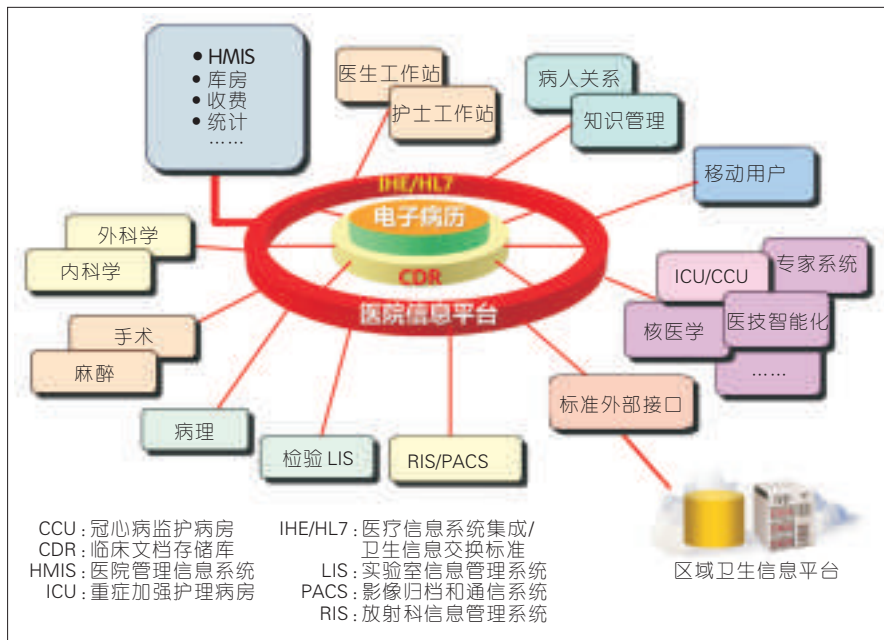 • HMIS
• 库房
• 收费
• 统计
……
医生工作站
护士工作站
病人关系
知识管理
移动用户
IHE/HL7
电子病历
CDR
医院信息平台
外科学
内科学
ICU/CCU
专家系统
核医学
医技智能化
……
手术
麻醉
标准外部接口
病理
检验 LIS
RIS/PACS
区域卫生信息平台
CCU：冠心病监护病房
CDR：临床文档存储库
HMIS：医院管理信息系统
ICU：重症加强护理病房
IHE/HL7：医疗信息系统集成/
卫生信息交换标准
LIS：实验室信息管理系统
PACS：影像归档和通信系统
RIS：放射科信息管理系统